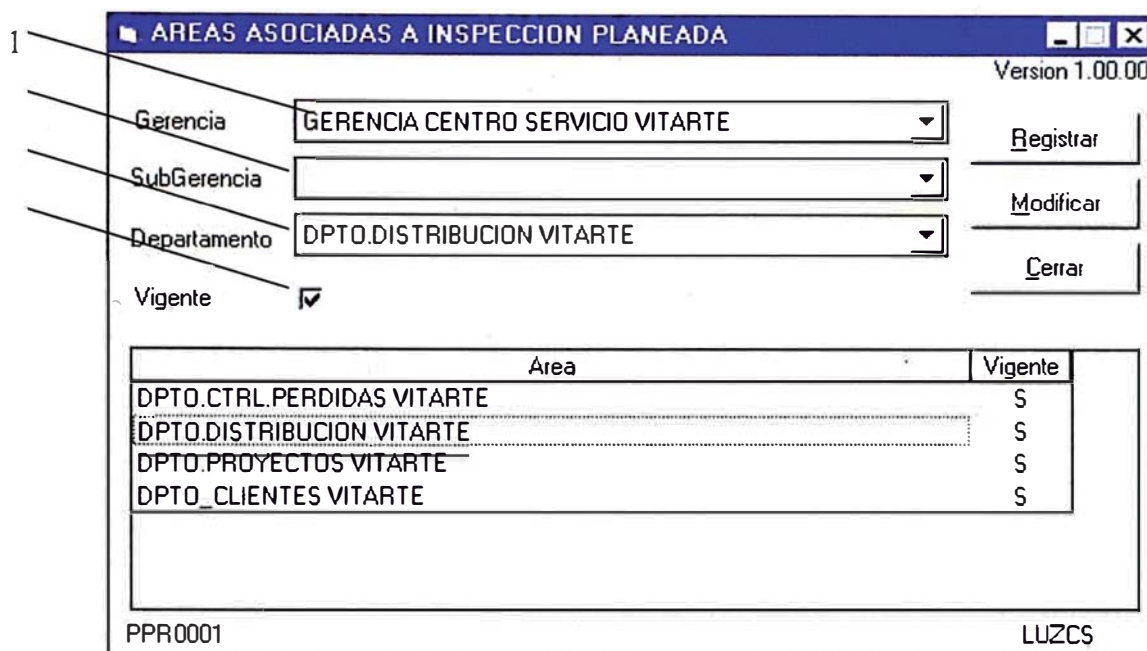 1
AREAS ASOCIADAS A INSPECCION PLANEADA
Version 1.00.00
Gerencia GERENCIA CENTRO SERVICIO VITARTE Registrar
SubGerencia Modificar
Departamento DPTO.DISTRIBUCION VITARTE Cerrar
Vigente
Area Vigente
DPTO.CTRL.PERDIDAS VITARTE S
DPTO.DISTRIBUCION VITARTE S
DPTO.PROYECTOS VITARTE S
DPTO_CLIENTES VITARTE S
PPR0001 LUZCS